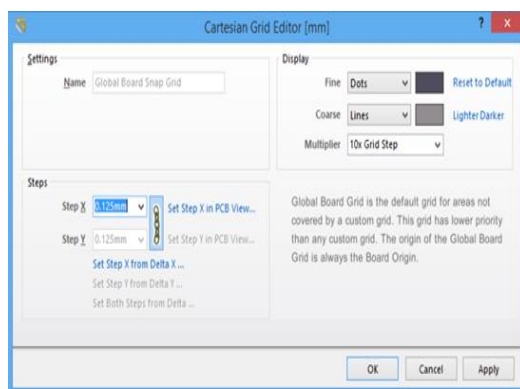 Cartesian Grid Editor [mm]
?
x
Settings
Name Global Board Snap Grid
Display
Fine Dots Reset to Default
Coarse Lines Lighter Darker
Multiplier 10x Grid Step
Steps
Step X 0.125mm Set Step X in PCB View...
Step Y 0.125mm Set Step Y in PCB View...
Set Step X from Delta X ...
Set Step Y from Delta Y ...
Set Both Steps from Delta ...
Global Board Grid is the default grid for areas not
covered by a custom grid. This grid has lower priority
than any custom grid. The origin of the Global Board
Grid is always the Board Origin.
OK Cancel Apply